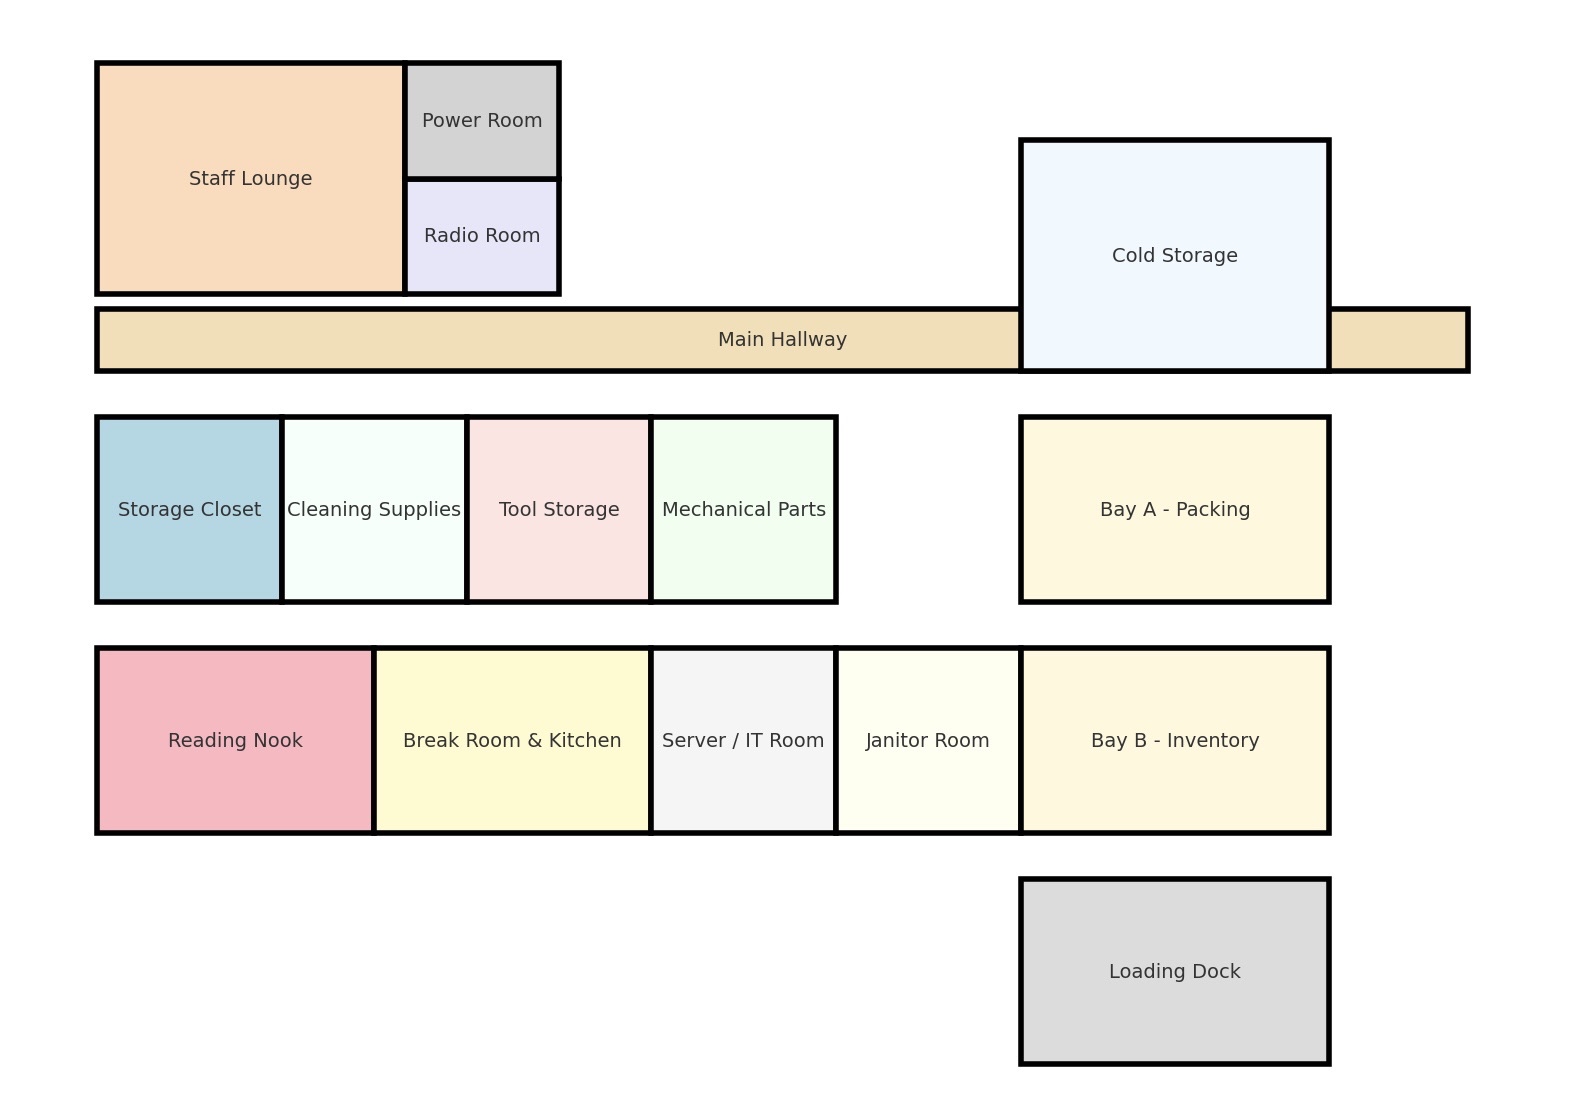 Power Room
Staff Lounge
Radio Room
Cold Storage
Main Hallway
Storage Closet
Cleaning Supplies
Tool Storage
Mechanical Parts
Bay A - Packing
Reading Nook
Break Room & Kitchen
Server / IT Room
Janitor Room
Bay B - Inventory
Loading Dock